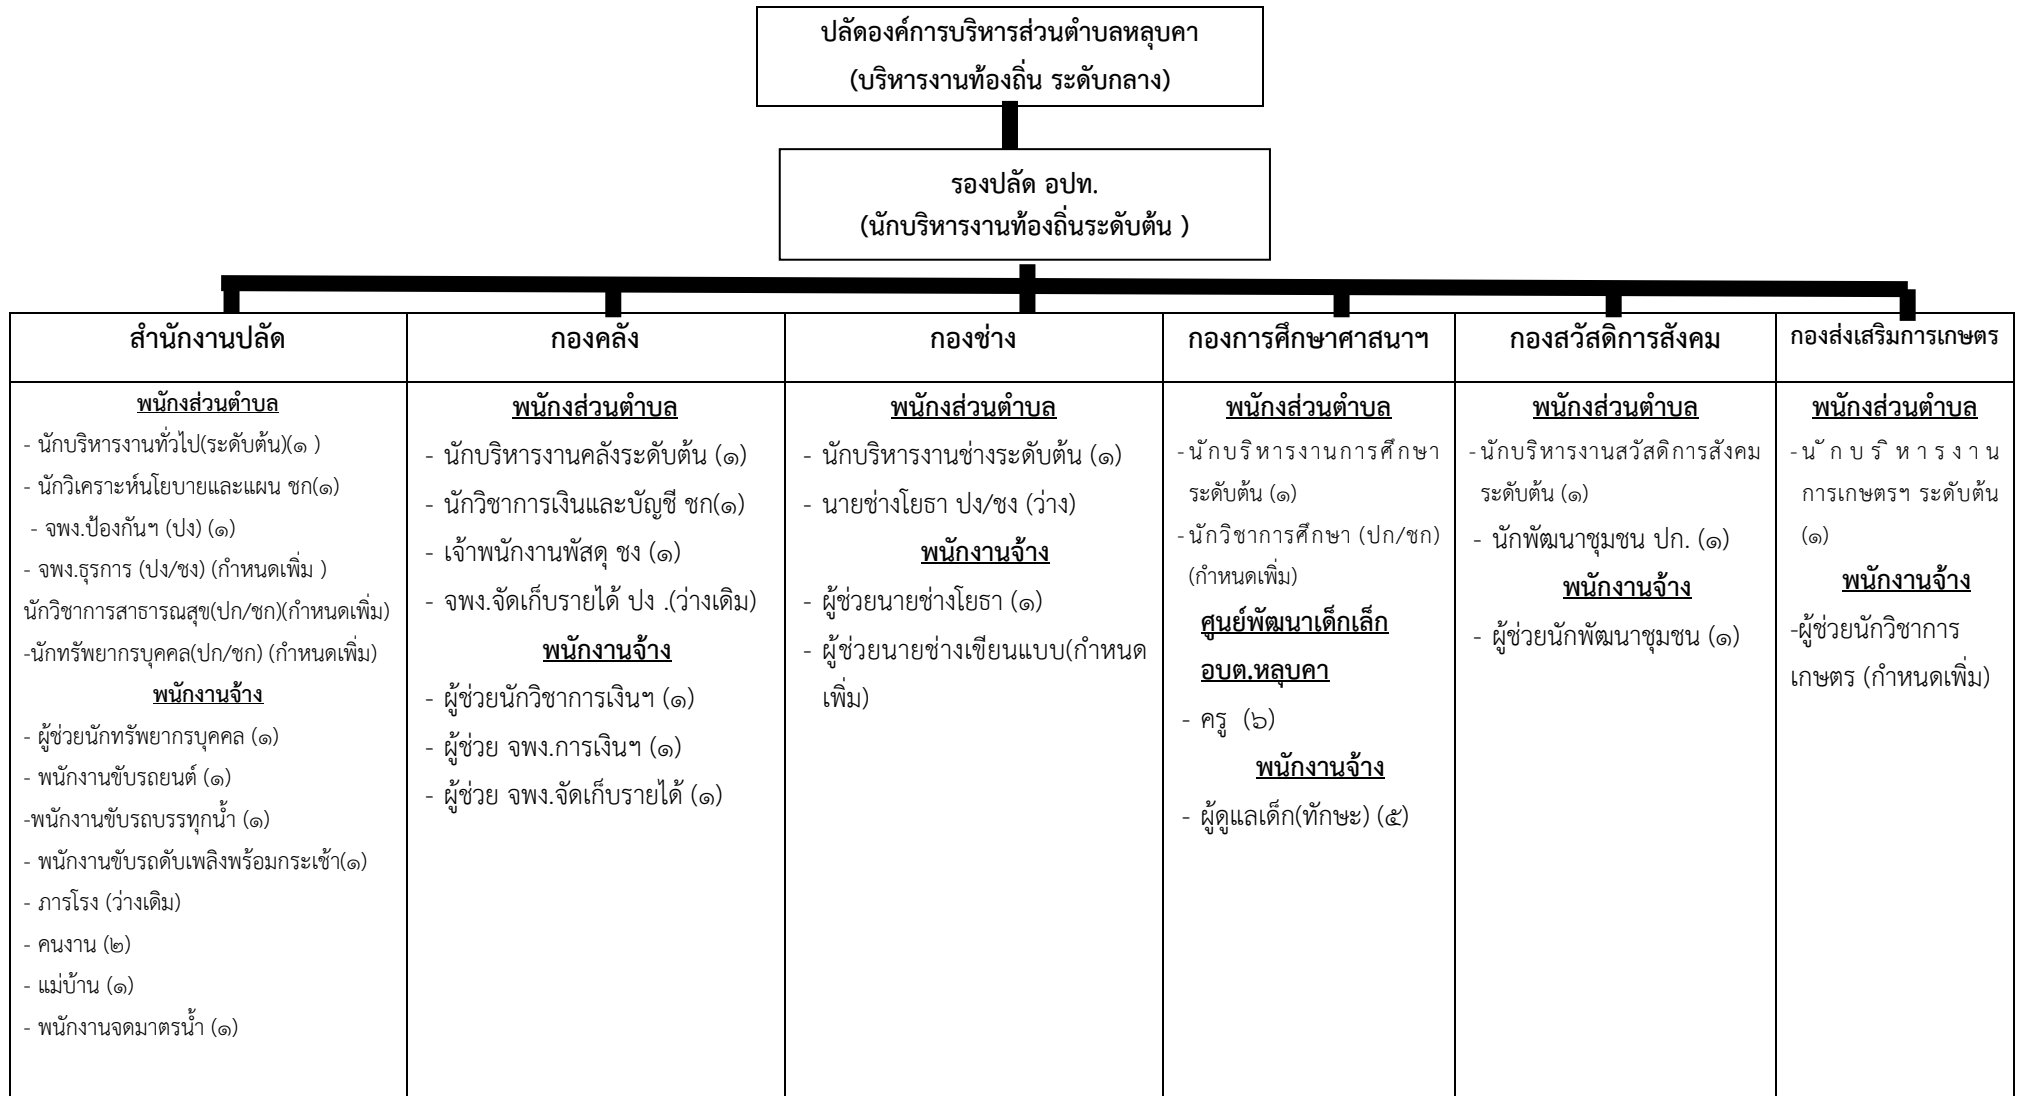 ปลัดองค์การบริหารส่วนตำบลหลุบคา
(บริหารงานท้องถิ่น ระดับกลาง)
รองปลัด อปท.
(นักบริหารงานท้องถิ่นระดับต้น )
สำนักงานปลัด
พนักงส่วนตำบล
- นักบริหารงานทั่วไป(ระดับต้น)(๑ )
- นักวิเคราะห์นโยบายและแผน ชก(๑)
- จพง.ป้องกันฯ (ปง) (๑)
- จพง.ธุรการ (ปง/ชง) (กำหนดเพิ่ม )
นักวิชาการสาธารณสุข(ปก/ชก)(กำหนดเพิ่ม)
-นักทรัพยากรบุคคล(ปก/ชก) (กำหนดเพิ่ม)
พนักงานจ้าง
- ผู้ช่วยนักทรัพยากรบุคคล (๑)
- พนักงานขับรถยนต์ (๑)
-พนักงานขับรถบรรทุกน้ำ (๑)
- พนักงานขับรถดับเพลิงพร้อมกระเช้า(๑)
- ภารโรง (ว่างเดิม)
- คนงาน (๒)
- แม่บ้าน (๑)
- พนักงานจดมาตรน้ำ (๑)
กองคลัง
พนักงส่วนตำบล
- นักบริหารงานคลังระดับต้น (๑)
- นักวิชาการเงินและบัญชี ชก(๑)
- เจ้าพนักงานพัสดุ ชง (๑)
- จพง.จัดเก็บรายได้ ปง .(ว่างเดิม)
พนักงานจ้าง
- ผู้ช่วยนักวิชาการเงินฯ (๑)
- ผู้ช่วย จพง.การเงินฯ (๑)
- ผู้ช่วย จพง.จัดเก็บรายได้ (๑)
กองช่าง
พนักงส่วนตำบล
- นักบริหารงานช่างระดับต้น (๑)
- นายช่างโยธา ปง/ชง (ว่าง)
พนักงานจ้าง
- ผู้ช่วยนายช่างโยธา (๑)
- ผู้ช่วยนายช่างเขียนแบบ(กำหนด
เพิ่ม)
กองการศึกษาศาสนาฯ
พนักงส่วนตำบล
-นักบริหารงานการศึกษา
ระดับต้น (๑)
-นักวิชาการศึกษา (ปก/ชก)
(กำหนดเพิ่ม)
ศูนย์พัฒนาเด็กเล็ก
อบต.หลุบคา
- ครู (๖)
พนักงานจ้าง
- ผู้ดูแลเด็ก(ทักษะ) (๕)
กองสวัสดิการสังคม
พนักงส่วนตำบล
-นักบริหารงานสวัสดิการสังคม
ระดับต้น (๑)
- นักพัฒนาชุมชน ปก. (๑)
พนักงานจ้าง
- ผู้ช่วยนักพัฒนาชุมชน (๑)
กองส่งเสริมการเกษตร
พนักงส่วนตำบล
-นักบริหารงาน
การเกษตรฯ ระดับต้น
(๑)
พนักงานจ้าง
-ผู้ช่วยนักวิชาการ
เกษตร (กำหนดเพิ่ม)